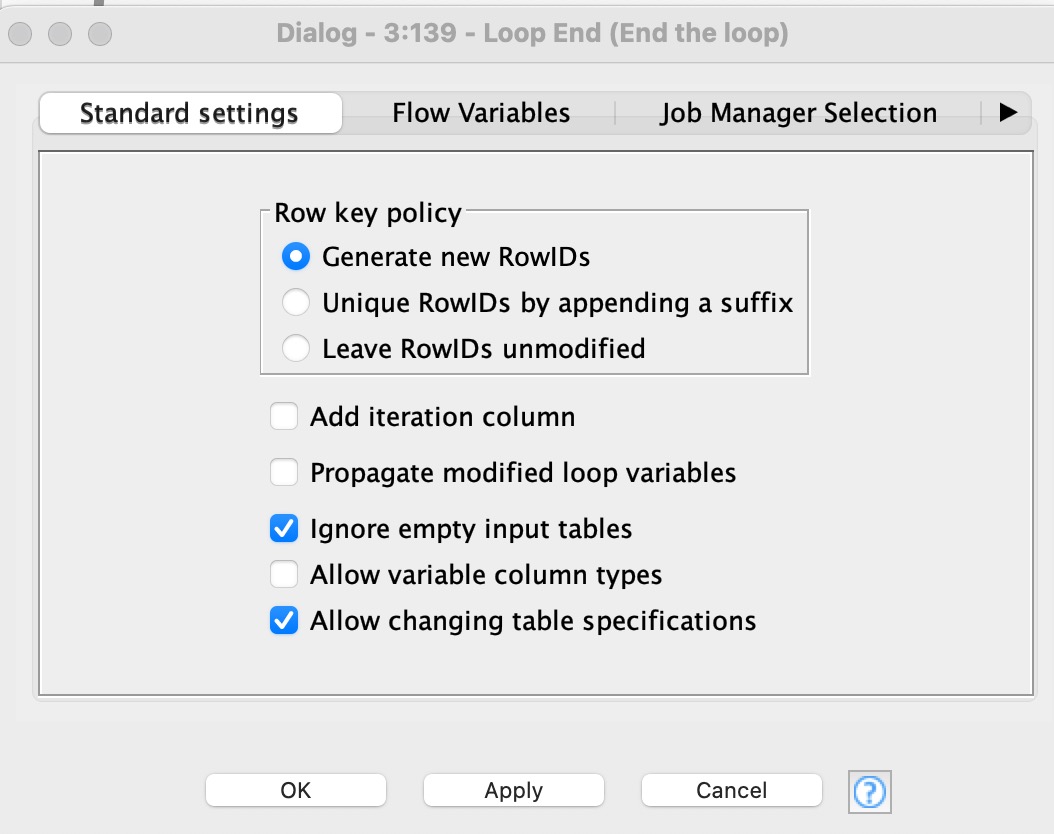 Dialog - 3:139 - Loop End (End the loop)
Standard settings
Flow Variables
Job Manager Selection
Row key policy
Generate new RowIDs
Unique RowIDs by appending a suffix
Leave RowIDs unmodified
Add iteration column
Propagate modified loop variables
Ignore empty input tables
Allow variable column types
Allow changing table specifications
OK
Apply
Cancel
?